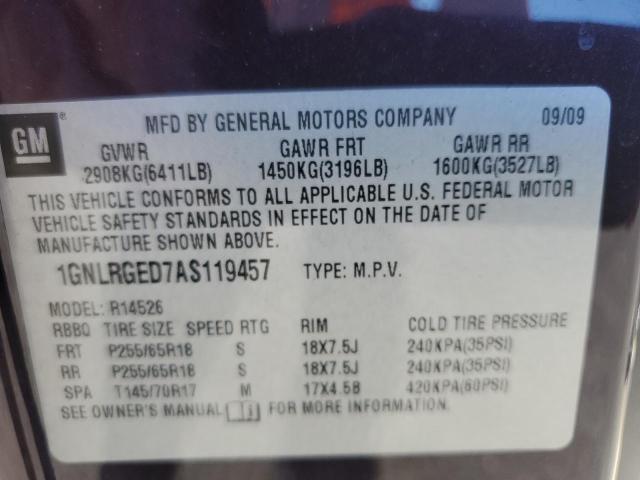 GM
MFD BY GENERAL MOTORS COMPANY 09/09
GVWR GAWR FRT GAWR RR
2908KG(6411LB) 1450KG(3196LB) 1600KG(3527LB)
THIS VEHICLE CONFORMS TO ALL APPLICABLE U.S. FEDERAL MOTOR
VEHICLE SAFETY STANDARDS IN EFFECT ON THE DATE OF
MANUFACTURE SHOWN ABOVE.
1GNLRGED7AS119457 TYPE: M.P.V.
MODEL: R14526
RBBQ TIRE SIZE SPEED RTG RIM COLD TIRE PRESSURE
FRT P255/65R18 S 18X7.5J 240KPA(35PSI)
RR P255/65R18 S 18X7.5J 240KPA(35PSI)
SPA T145/70R17 M 17X4.5B 420KPA(60PSI)
SEE OWNER'S MANUAL FOR MORE INFORMATION.